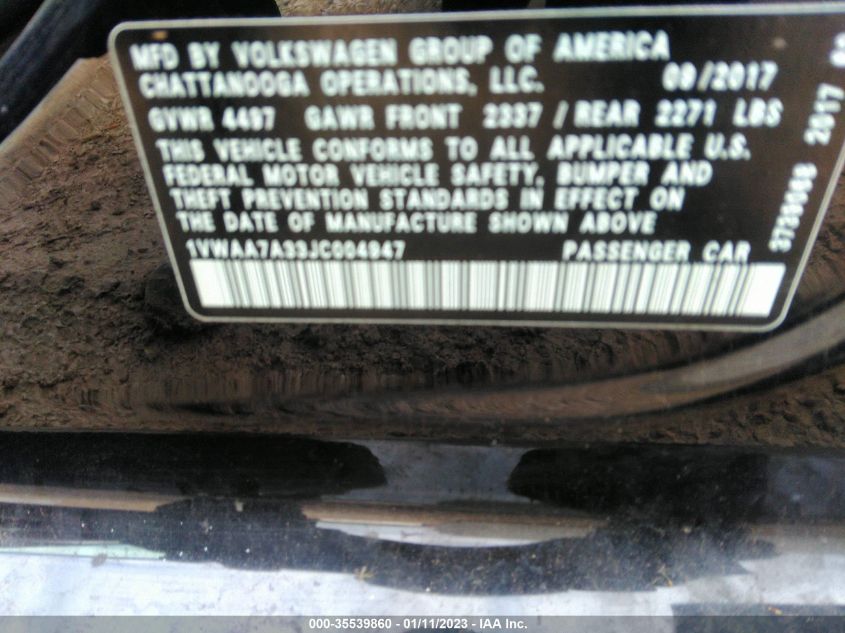 MFD BY VOLKSWAGEN GROUP OF AMERICA
CHATTANOOGA OPERATIONS, LLC. 09/2017
GVWR 4497 GAWR FRONT 2337 / REAR 2271 LBS
THIS VEHICLE CONFORMS TO ALL APPLICABLE U.S.
FEDERAL MOTOR VEHICLE SAFETY, BUMPER AND
THEFT PREVENTION STANDARDS IN EFFECT ON
THE DATE OF MANUFACTURE SHOWN ABOVE
1VWAA7A33JC004947 PASSENGER CAR
2017
000-35539860 - 01/11/2023 - IAA Inc.